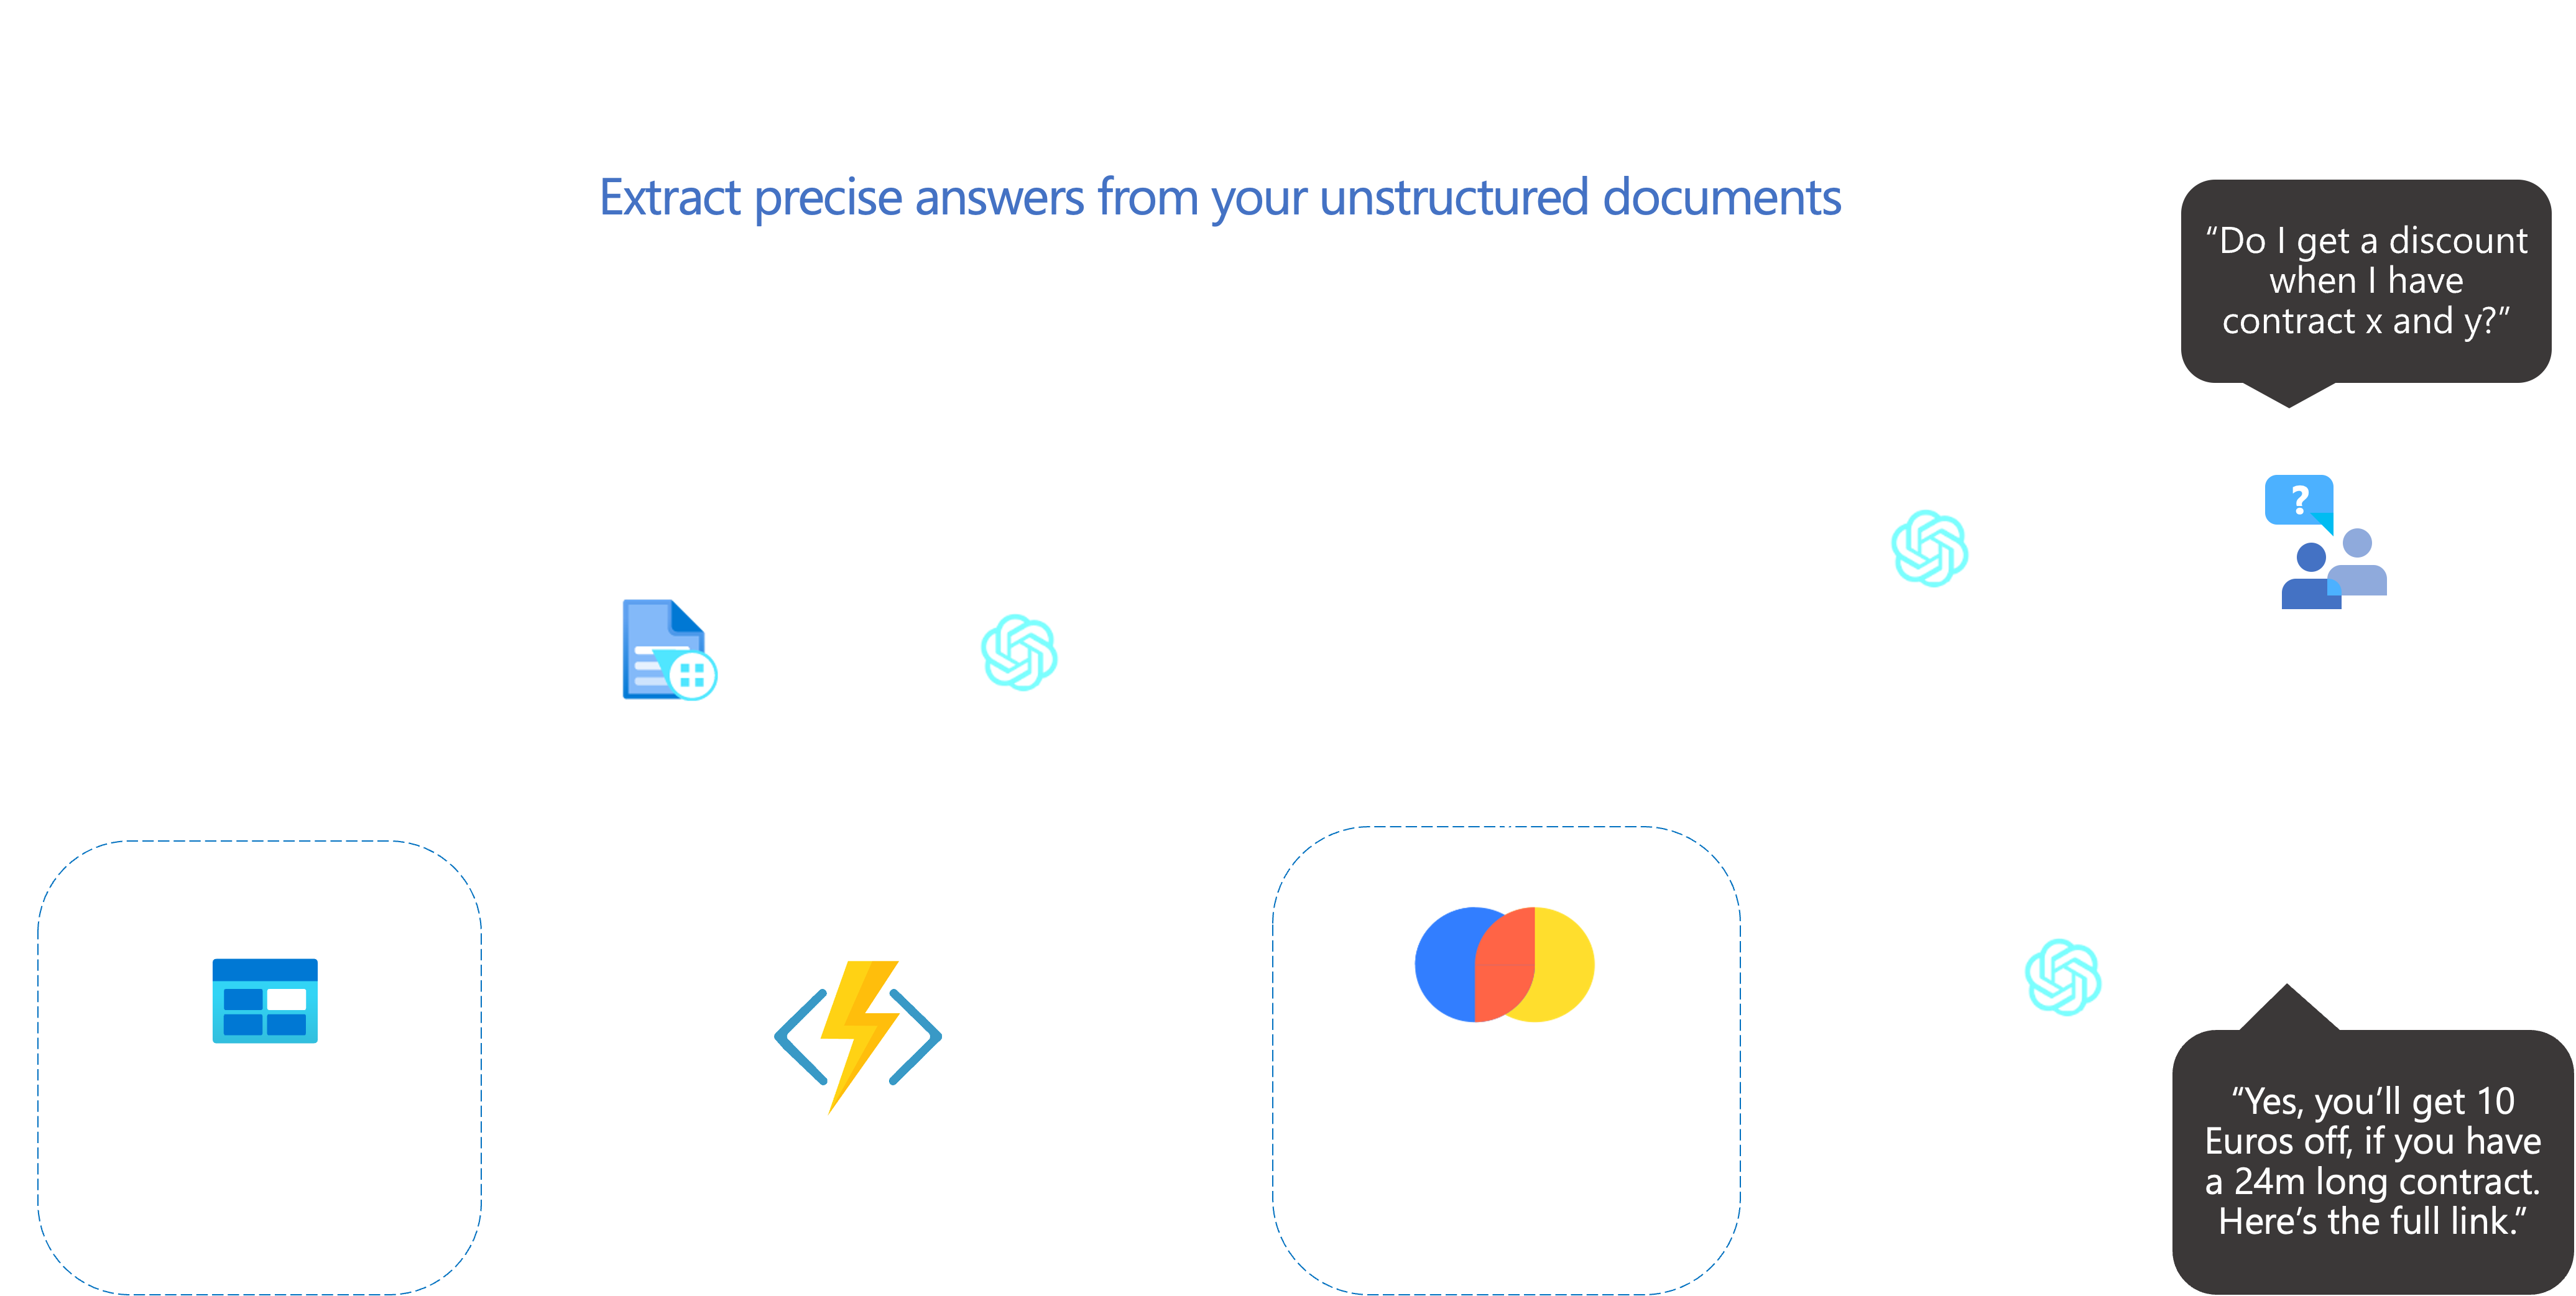 Extract precise answers from your unstructured documents
“Do I get a discount
when I have
contract x and y?”
?
“Yes, you’ll get 10
Euros off, if you have
a 24m long contract.
Here’s the full link.”